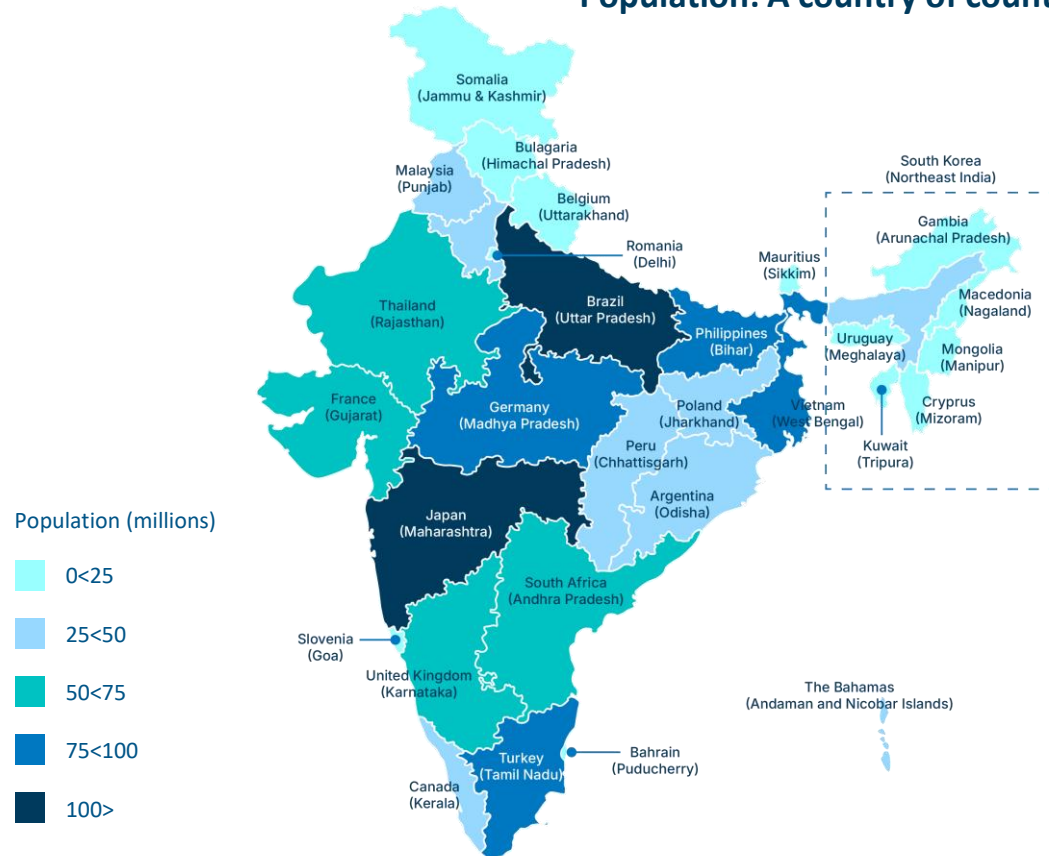 Population: A country of count
Somalia
(Jammu & Kashmir)
Bulagaria
(Himachal Pradesh)
Malaysia
(Punjab)
Belgium
(Uttarakhand)
South Korea
(Northeast India)
Gambia
(Arunachal Pradesh)
Romania
(Delhi)
Mauritius
(Sikkim)
Macedonia
(Nagaland)
Thailand
(Rajasthan)
Brazil
(Uttar Pradesh)
Philippines
(Bihar)
Uruguay
(Meghalaya)
Mongolia
(Manipur)
France
(Gujarat)
Germany
(Madhya Pradesh)
Poland
(Jharkhand)
Vietnam
(West Bengal)
Cryprus
(Mizoram)
Kuwait
(Tripura)
Peru
(Chhattisgarh)
Argentina
(Odisha)
Japan
(Maharashtra)
South Africa
(Andhra Pradesh)
Slovenia
(Goa)
United Kingdom
(Karnataka)
The Bahamas
(Andaman and Nicobar Islands)
Turkey
(Tamil Nadu)
Bahrain
(Puducherry)
Canada
(Kerala)
Population (millions)
0<25
25<50
50<75
75<100
100>